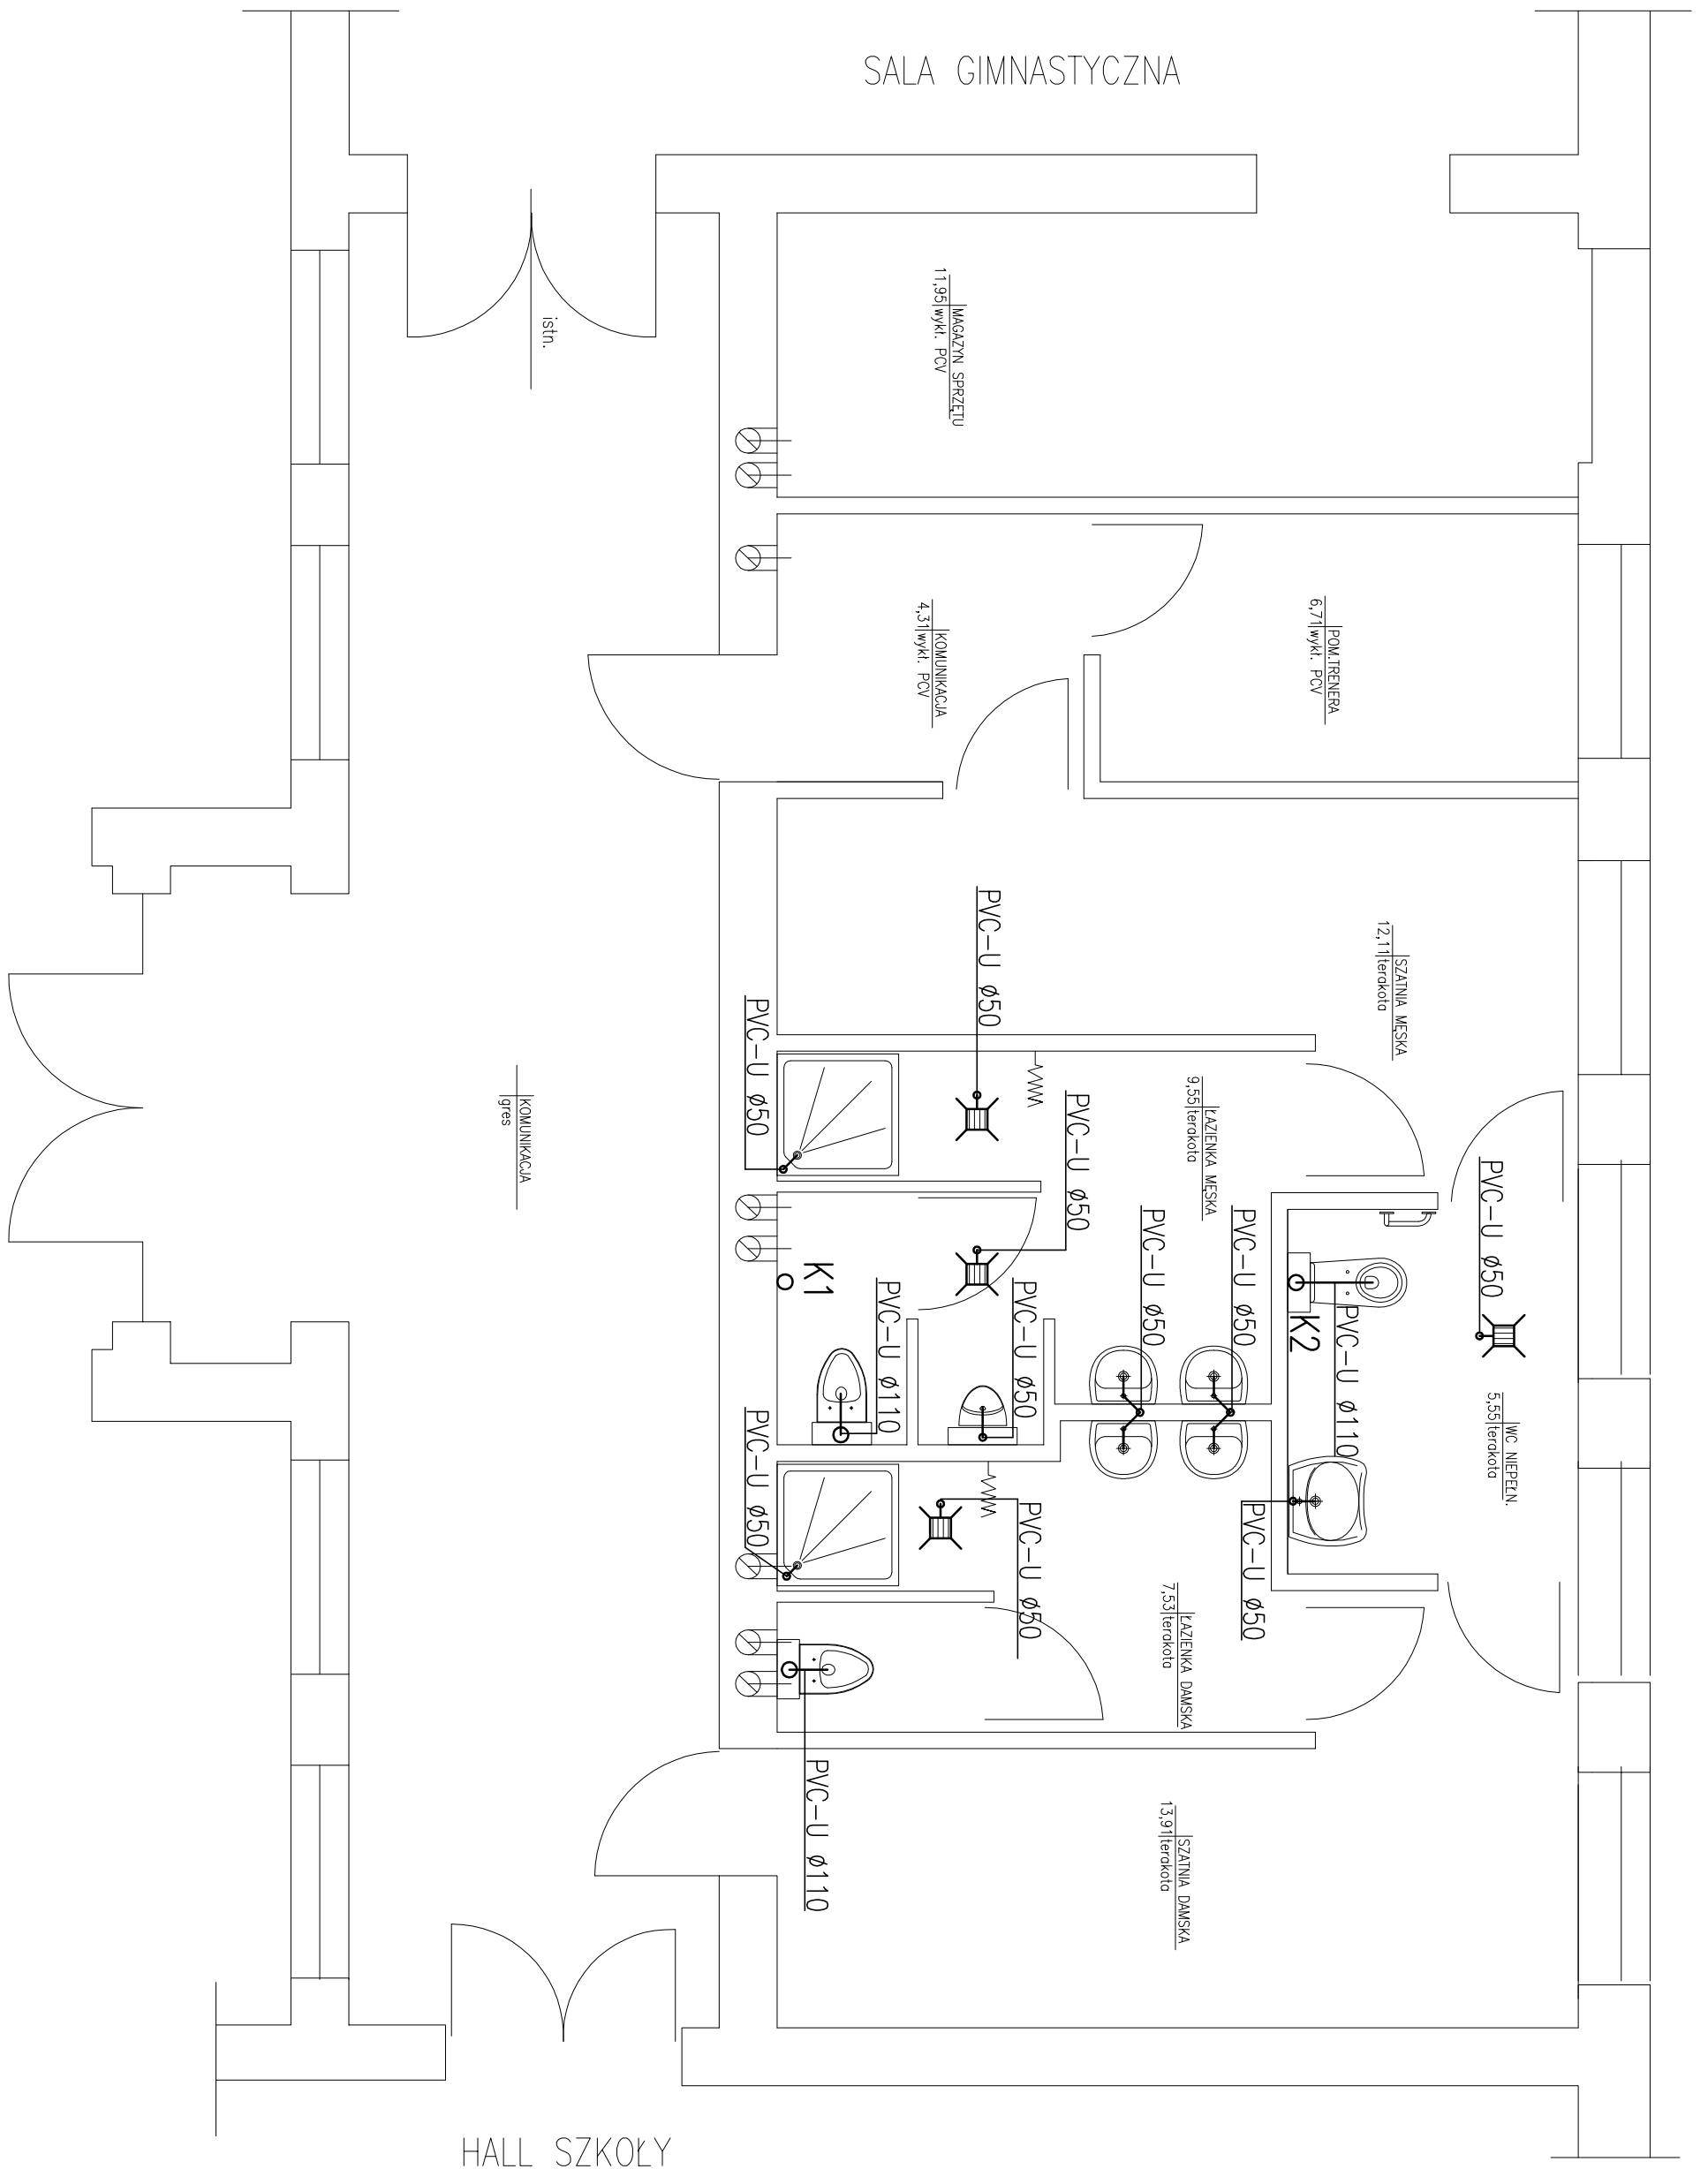 SALA GIMNASTYCZNA
istn.
MAGAZYN SPRZĘTU
11,95 wykł. PCV
KOMUNIKACJA
4,31 wykł. PCV
POM.TRENERA
6,71 wykł. PCV
SZATNIA MĘSKA
12,11 terakota
PVC-U ø50
PVC-U ø50
PVC-U ø50
ŁAZIENKA MĘSKA
9,55 terakota
KOMUNIKACJA
gres
PVC-U ø50
PVC-U ø50
PVC-U ø50
K1
PVC-U ø110
PVC-U ø50
K2
PVC-U ø110
WC NIEPEŁN.
5,55 terakota
PVC-U ø50
PVC-U ø50
PVC-U ø50
ŁAZIENKA DAMSKA
7,53 terakota
PVC-U ø110
SZATNIA DAMSKA
13,91 terakota
HALL SZKOŁY